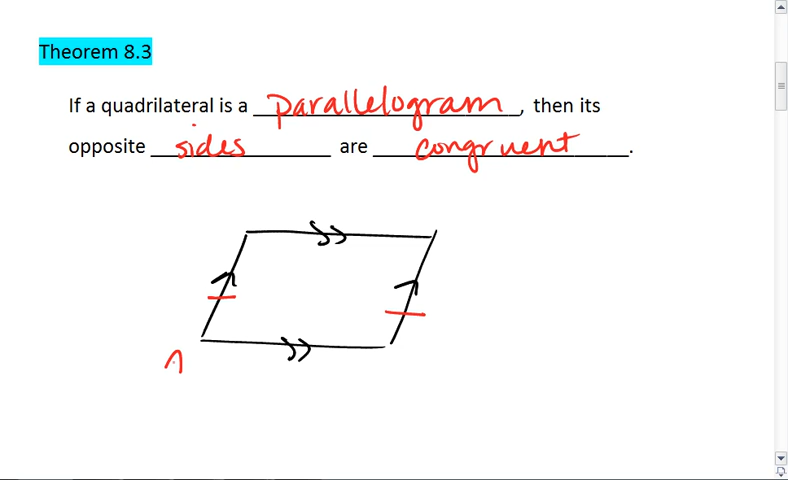 Theorem 8.3
If a quadrilateral is a parallelogram, then its
opposite sides are congruent.